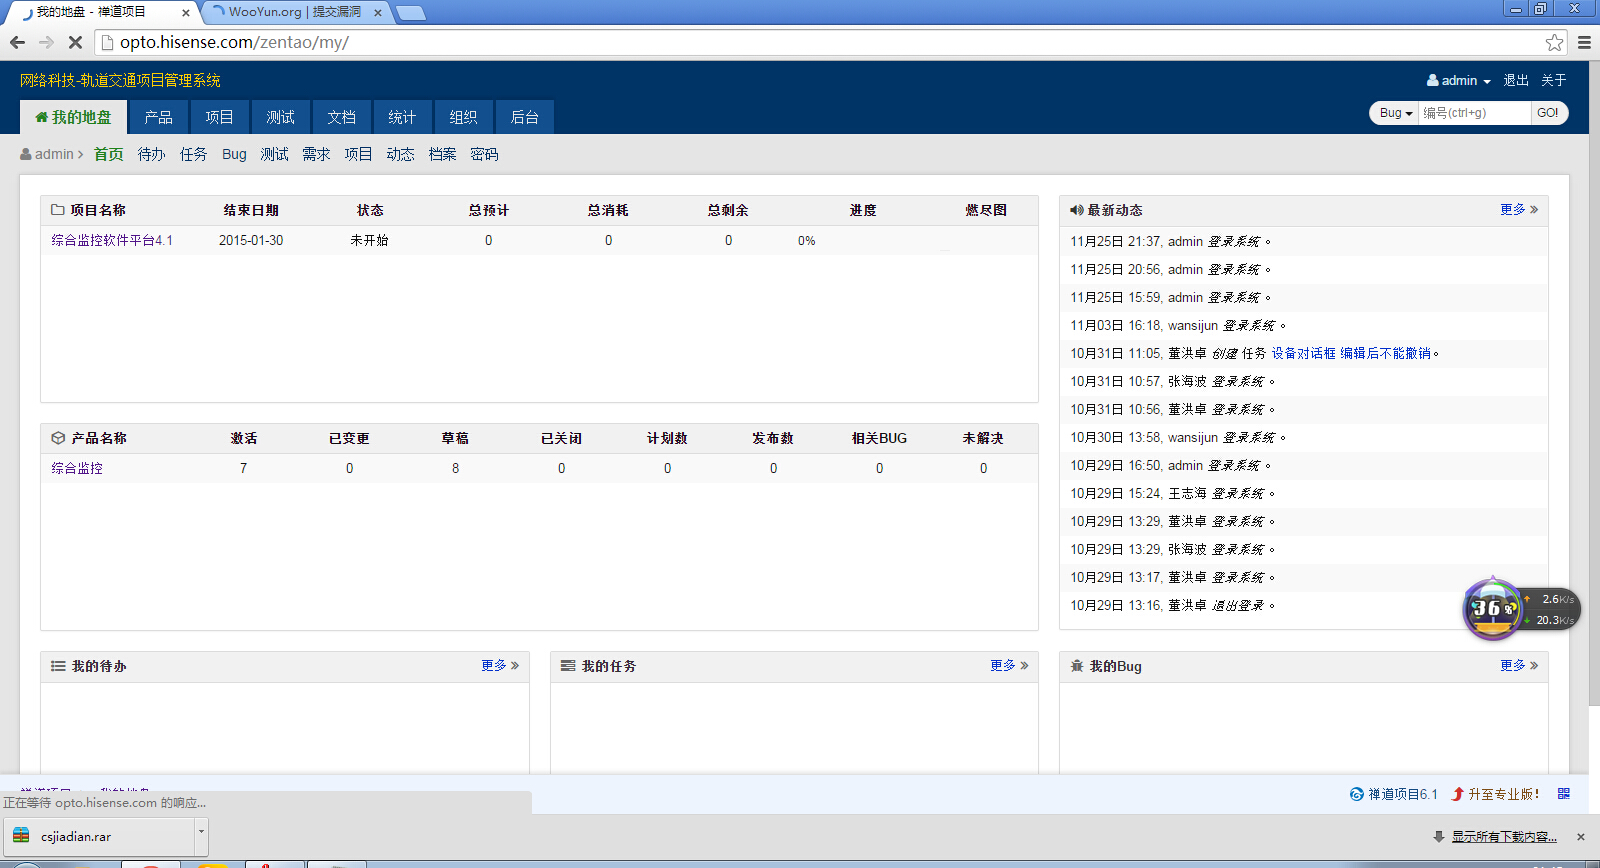 我的地盘 - 禅道项目
WooYun.org | 提交漏洞
opto.hisense.com/zentao/my/
网络科技-轨道交通项目管理系统
admin 退出 关于
我的地盘 产品 项目 测试 文档 统计 组织 后台
Bug 编号(ctrl+g) GO!
admin 首页 待办 任务 Bug 测试 需求 项目 动态 档案 密码
项目名称 结束日期 状态 总预计 总消耗 总剩余 进度 燃尽图
综合监控软件平台4.1 2015-01-30 未开始 0 0 0 0%
产品名称 激活 已变更 草稿 已关闭 计划数 发布数 相关BUG 未解决
综合监控 7 0 8 0 0 0 0 0
最新动态 更多
11月25日 21:37, admin 登录系统。
11月25日 20:56, admin 登录系统。
11月25日 15:59, admin 登录系统。
11月03日 16:18, wansijun 登录系统。
10月31日 11:05, 董洪卓 创建 任务 设备对话框 编辑后不能撤销。
10月31日 10:57, 张海波 登录系统。
10月31日 10:56, 董洪卓 登录系统。
10月30日 13:58, wansijun 登录系统。
10月29日 16:50, admin 登录系统。
10月29日 15:24, 王志海 登录系统。
10月29日 13:29, 董洪卓 登录系统。
10月29日 13:29, 张海波 登录系统。
10月29日 13:17, 董洪卓 登录系统。
10月29日 13:16, 董洪卓 退出登录。
36%
2.6K/s
20.3K/s
我的待办 更多
我的任务 更多
我的Bug 更多
禅道项目6.1 升至专业版!
正在等待 opto.hisense.com 的响应...
csjiadian.rar
显示所有下载内容...